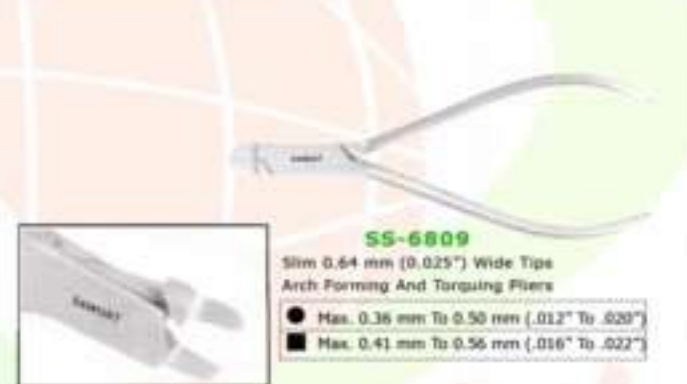 SS-6809
Slim 0.64 mm (0.025") Wide Tips
Arch Forming And Torquing Pliers
Max. 0.36 mm To 0.50 mm (.012" To .020")
Max. 0.41 mm To 0.56 mm (.016" To .022")